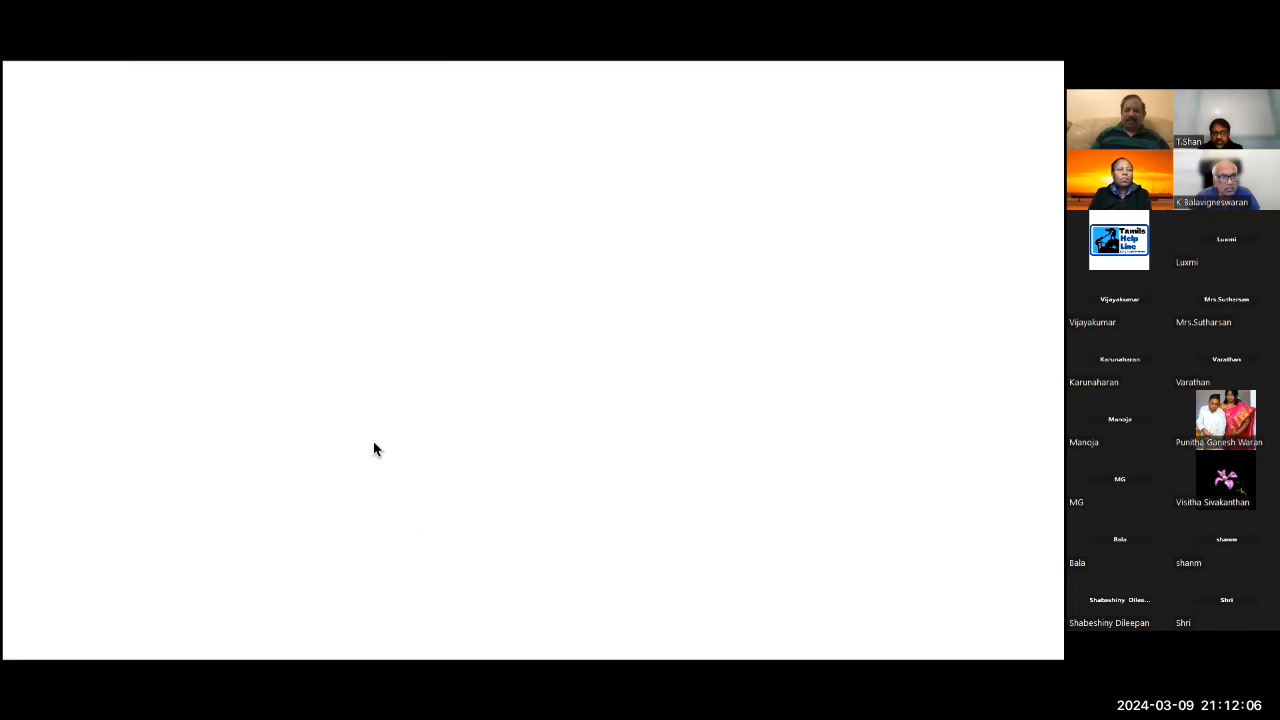 T.Shan
K Balavigneswaran
Tamils
Help
Line
Luxmi
Luxmi
Vijayakumar
Mrs.Sutharsan
Vijayakumar
Mrs.Sutharsan
Karunaharan
Varathan
Karunaharan
Varathan
Manoja
Manoja
Punitha Ganesh Waran
MG
MG
Visitha Sivakanthan
Bala
shanm
Bala
shanm
Shabeshiny Dilee...
Shri
Shabeshiny Dileepan
Shri
2024-03-09 21:12:06